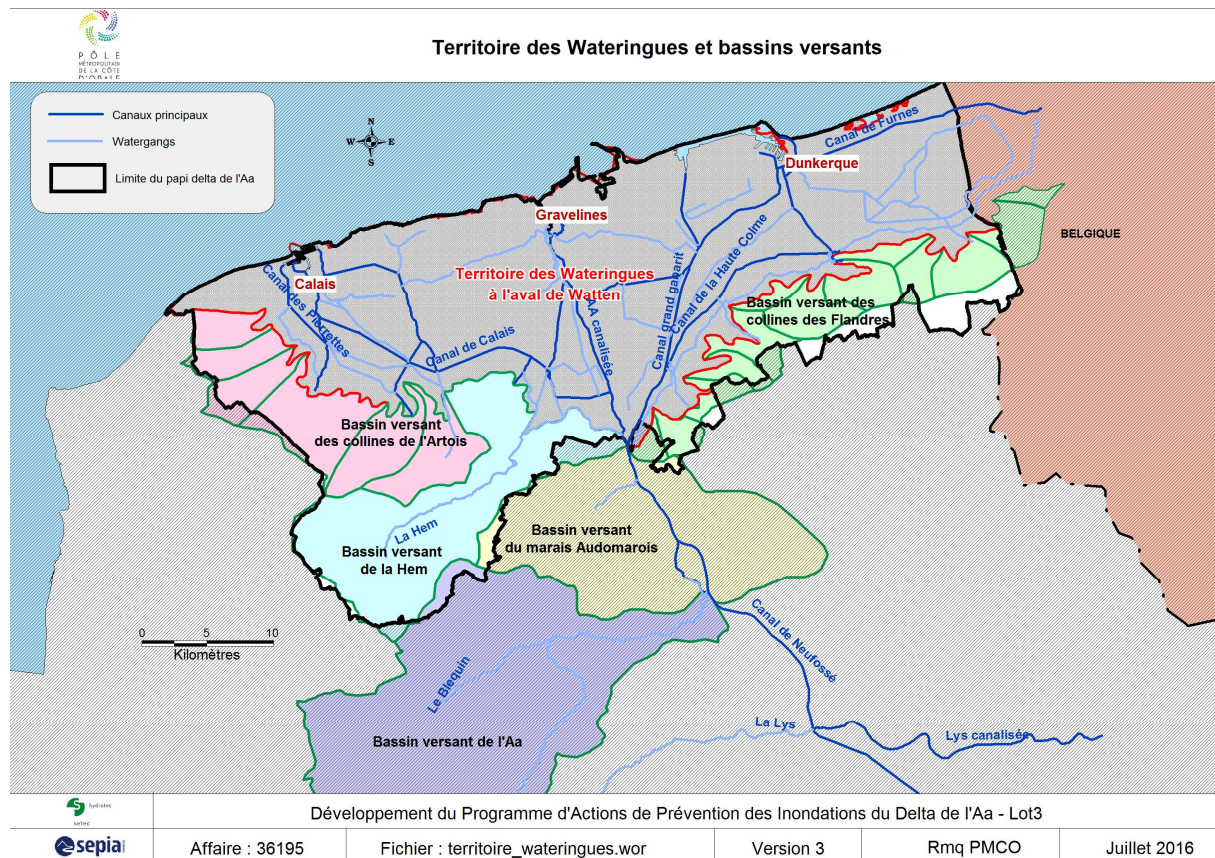 PÔLE
MÉTROPOLITAIN
DE LA CÔTE
D'OPALE
Territoire des Wateringues et bassins versants
Canaux principaux
Watergangs
Limite du papi delta de l'Aa
N
W E
S
Canal de Furnes
Dunkerque
Gravelines
BELGIQUE
Calais
Territoire des Wateringues
à l'aval de Watten
Canal des Pierrettes
Canal de Calais
AA canalisée
Canal grand gabarit
Canal de la Haute Colme
Bassin versant des
collines des Flandres
Bassin versant
des collines de l'Artois
La Hem
Bassin versant
de la Hem
Bassin versant
du marais Audomarois
0 5 10
Kilomètres
Canal de Neufossé
Le Blequin
La Lys
Lys canalisée
Bassin versant de l'Aa
hydratec
setec
Développement du Programme d'Actions de Prévention des Inondations du Delta de l'Aa - Lot3
sepia
Affaire : 36195
Fichier : territoire_wateringues.wor
Version 3
Rmq PMCO
Juillet 2016